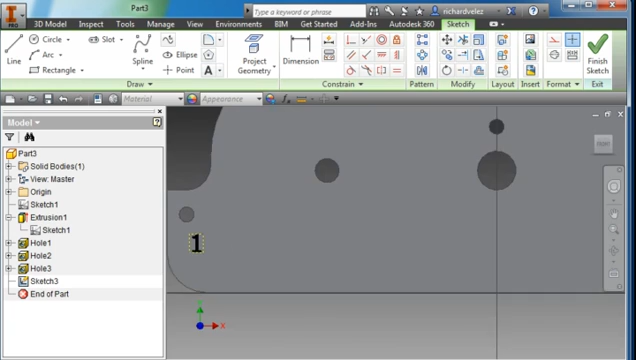 Part3
Type a keyword or phrase
richardvelez
PRO
3D Model
Inspect
Tools
Manage
View
Environments
BIM
Get Started
Add-Ins
Autodesk 360
Sketch
Line
Circle
Arc
Rectangle
Slot
Spline
Ellipse
Point
A
Project
Geometry
Dimension
Finish
Sketch
Draw
Constrain
Pattern
Modify
Layout
Insert
Format
Exit
Material
Appearance
Model
Part3
Solid Bodies(1)
View: Master
Origin
Sketch1
Extrusion1
Sketch1
Hole1
Hole2
Hole3
Sketch3
End of Part
1
X